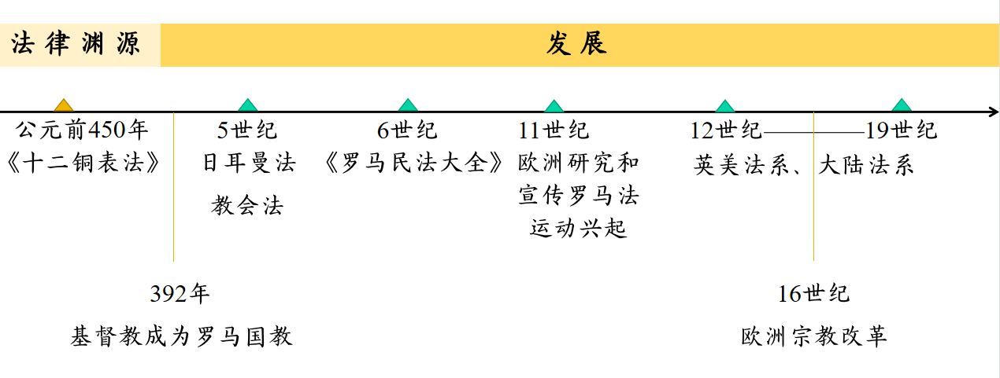 法律渊源
发展
公元前450年
《十二铜表法》
5世纪
日耳曼法
教会法
6世纪
《罗马民法大全》
11世纪
欧洲研究和
宣传罗马法
运动兴起
12世纪————19世纪
英美法系、大陆法系
392年
基督教成为罗马国教
16世纪
欧洲宗教改革